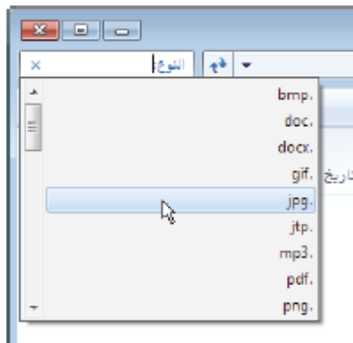 النوع:
bmp.
doc.
docx.
gif.
jpg.
jtp.
mp3.
pdf.
png.
تاريخ